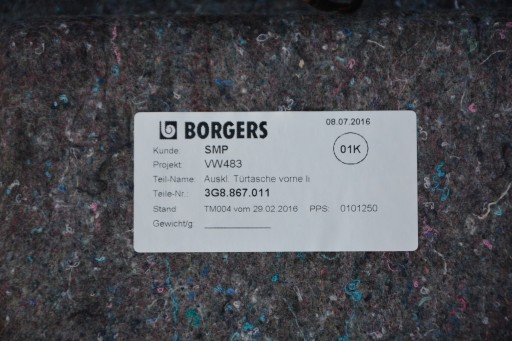 BORGERS
08.07.2016
Kunde: SMP
01K
Projekt: VW483
Teil-Name: Auskl. Türtasche vorne li
Teile-Nr.: 3G8.867.011
Stand: TM004 vom 29.02.2016 PPS: 0101250
Gewicht/g: